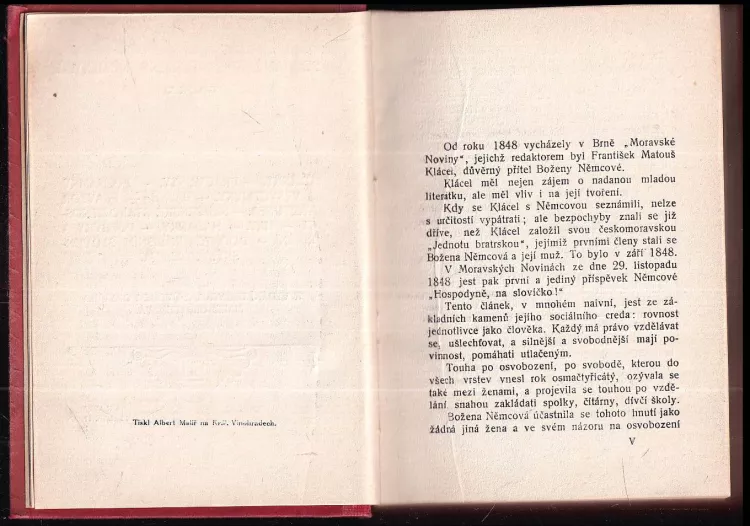 Tiskl Albert Malíř na Král. Vinohradech.
Od roku 1848 vycházely v Brně „Moravské
Noviny", jejichž redaktorem byl František Matouš
Klácel, důvěrný přítel Boženy Němcové.
Klácel měl nejen zájem o nadanou mladou
literátku, ale měl vliv i na její tvoření.
Kdy se Klácel s Němcovou seznámili, nelze
s určitostí vypátrati; ale bezpochyby znali se již
dříve, než Klácel založil svou českomoravskou
„Jednotu bratrskou", jejímiž prvními členy stali se
Božena Němcová a její muž. To bylo v září 1848.
V Moravských Novinách ze dne 29. listopadu
1848 jest pak první a jediný příspěvek Němcové
„Hospodyně, na slovíčko!"
Tento článek, v mnohém naivní, jest ze zá-
kladních kamenů jejího sociálního creda: rovnost
jednotlivce jako člověka. Každý má právo vzdělávat
se, ušlechťovat, a silnější a svobodnější mají po-
vinnost, pomáhati utlačeným.
Touha po osvobození, po svobodě, kterou do
všech vrstev vnesl rok osmačtyřicátý, ozývala se
také mezi ženami, a projevila se touhou po vzdě-
lání, snahou zakládati spolky, čítárny, dívčí školy.
Božena Němcová účastnila se tohoto hnutí jako
žádná jiná žena a ve svém názoru na osvobození
V